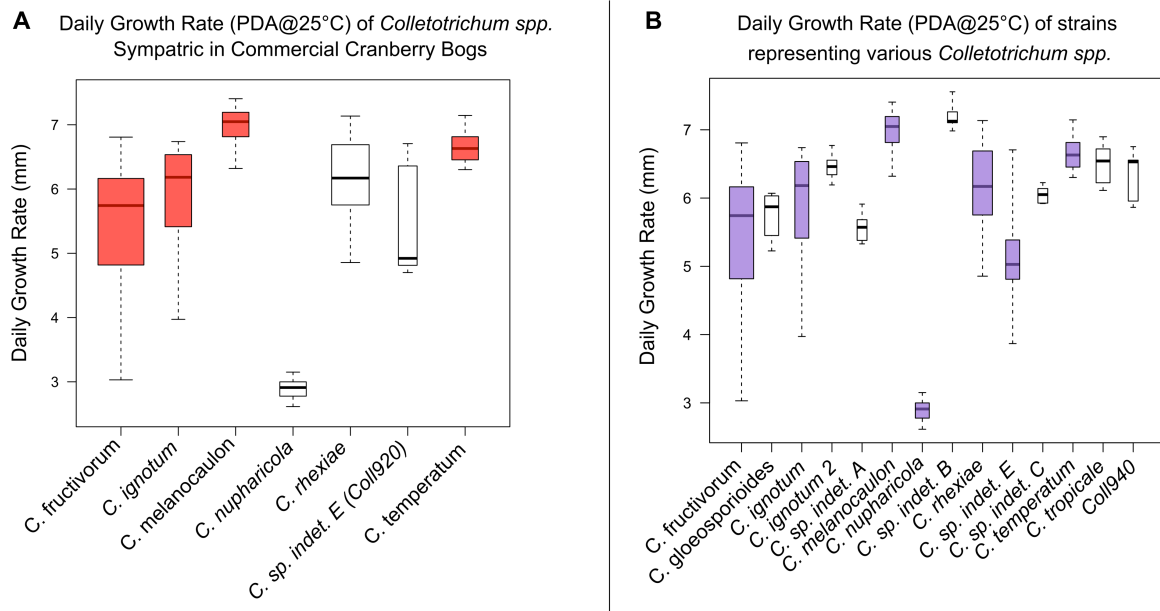 A
Daily Growth Rate (PDA@25°C) of Colletotrichum spp.
Sympatric in Commercial Cranberry Bogs
Daily Growth Rate (mm)
7
6
5
4
3
C. fructivorum
C. ignotum
C. melanocaulon
C. nupharicola
C. rhexiae
C. sp. indet. E (Coll920)
C. temperatum
B
Daily Growth Rate (PDA@25°C) of strains
representing various Colletotrichum spp.
Daily Growth Rate (mm)
7
6
5
4
3
C. fructivorum
C. gloeosporioides
C. ignotum
C. ignotum 2
C. sp. indet. A
C. melanocaulon
C. nupharicola
C. sp. indet. B
C. rhexiae
C. sp. indet. E
C. sp. indet. C
C. temperatum
C. tropicale
Coll940